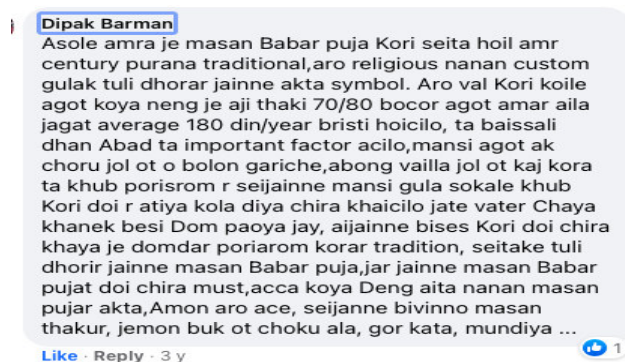 Dipak Barman
Asole amra je masan Babar puja Kori seita hoil amr
century purana traditional,aro religious nanan custom
gulak tuli dhorar jainne akta symbol. Aro val Kori koile
agot koya neng je aji thaki 70/80 bocor agot amar aila
jagat average 180 din/year bristi hoicilo, ta baissali
dhan Abad ta important factor acilo,mansi agot ak
choru jol ot o bolon gariche,abong vailla jol ot kaj kora
ta khub porisrom r seijainne mansi gula sokale khub
Kori doi r atiya kola diya chira khaicilo jate vater Chaya
khanek besi Dom paoya jay, aijainne bises Kori doi chira
khaya je domdar poriarom korar tradition, seitake tuli
dhorir jainne masan Babar puja,jar jainne masan Babar
pujat doi chira must,acca koya Deng aita nanan masan
pujar akta,Amon aro ace, seijanne bivinno masan
thakur, jemon buk ot choku ala, gor kata, mundiya ...
Like · Reply · 3 y
1